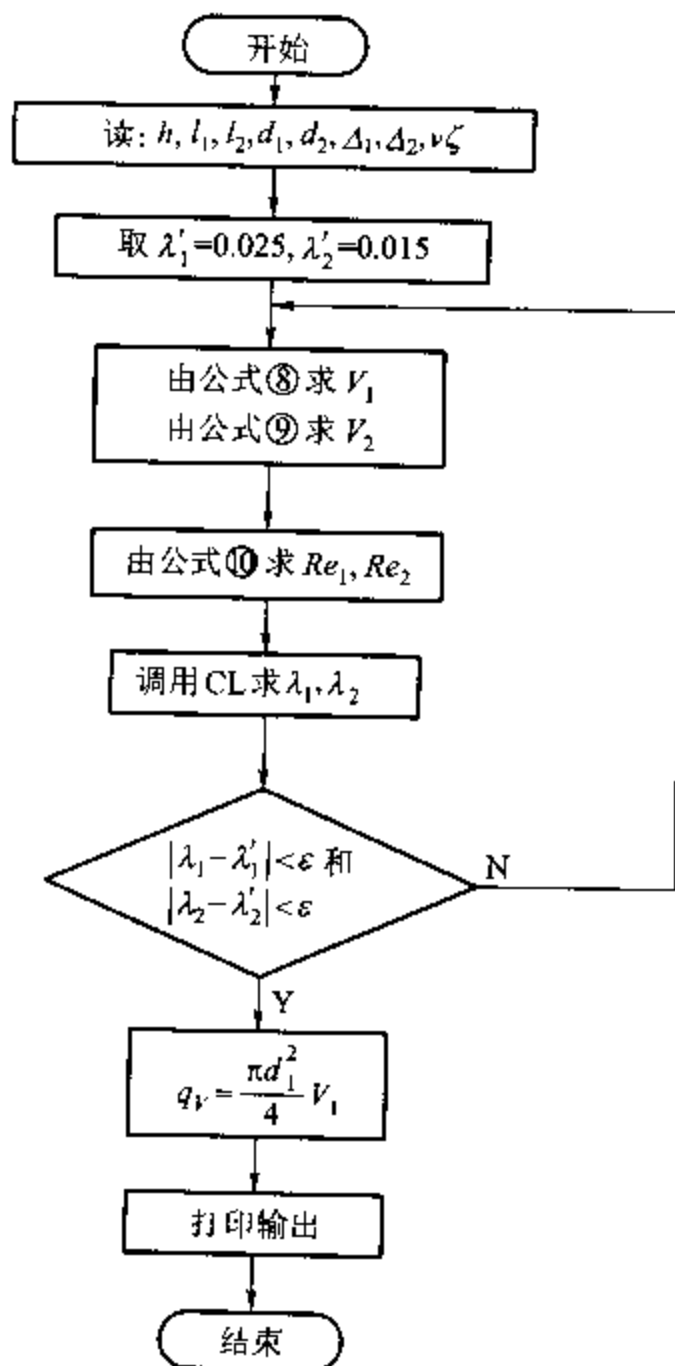 开始
读: h, l₁, l₂, d₁, d₂, Δ₁, Δ₂, νζ
取 λ′₁=0.025, λ′₂=0.015
由公式⑧求 V₁
由公式⑨求 V₂
由公式⑩求 Re₁, Re₂
调用CL求λ₁, λ₂
|λ₁−λ′₁|<ε 和
|λ₂−λ′₂|<ε
N
Y
q_V = πd₁²/4 V₁
打印输出
结束